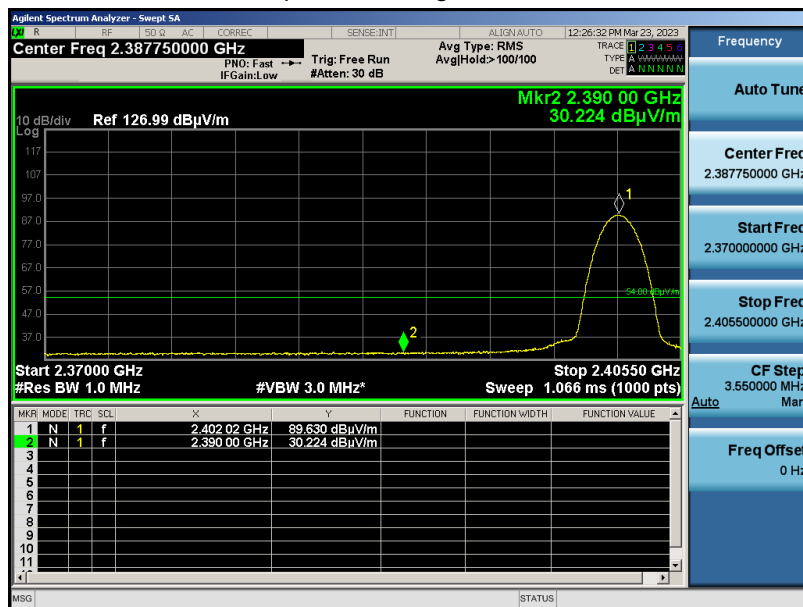 Agilent Spectrum Analyzer - Swept SA
LXI R RF 50 Ω AC CORREC SENSE:INT ALIGN AUTO 12:26:32 PM Mar 23, 2023
Center Freq 2.387750000 GHz
PNO: Fast
IFGain:Low
Trig: Free Run
#Atten: 30 dB
Avg Type: RMS
Avg|Hold:>100/100
TRACE 1 2 3 4 5 6
TYPE A WWWWW
DET A N N N N N
Mkr2 2.390 00 GHz
30.224 dBµV/m
10 dB/div Ref 126.99 dBµV/m
Log
117
107
97.0
87.0
77.0
67.0
57.0
47.0
37.0
1
54.00 dBµV/m
2
Start 2.37000 GHz Stop 2.40550 GHz
#Res BW 1.0 MHz #VBW 3.0 MHz* Sweep 1.066 ms (1000 pts)
MKR MODE TRC SCL X Y FUNCTION FUNCTION WIDTH FUNCTION VALUE
1 N 1 f 2.402 02 GHz 89.630 dBµV/m
2 N 1 f 2.390 00 GHz 30.224 dBµV/m
3
4
5
6
7
8
9
10
11
MSG STATUS
Frequency
Auto Tune
Center Freq
2.387750000 GHz
Start Freq
2.370000000 GHz
Stop Freq
2.405500000 GHz
CF Step
3.550000 MHz
Auto Man
Freq Offset
0 Hz